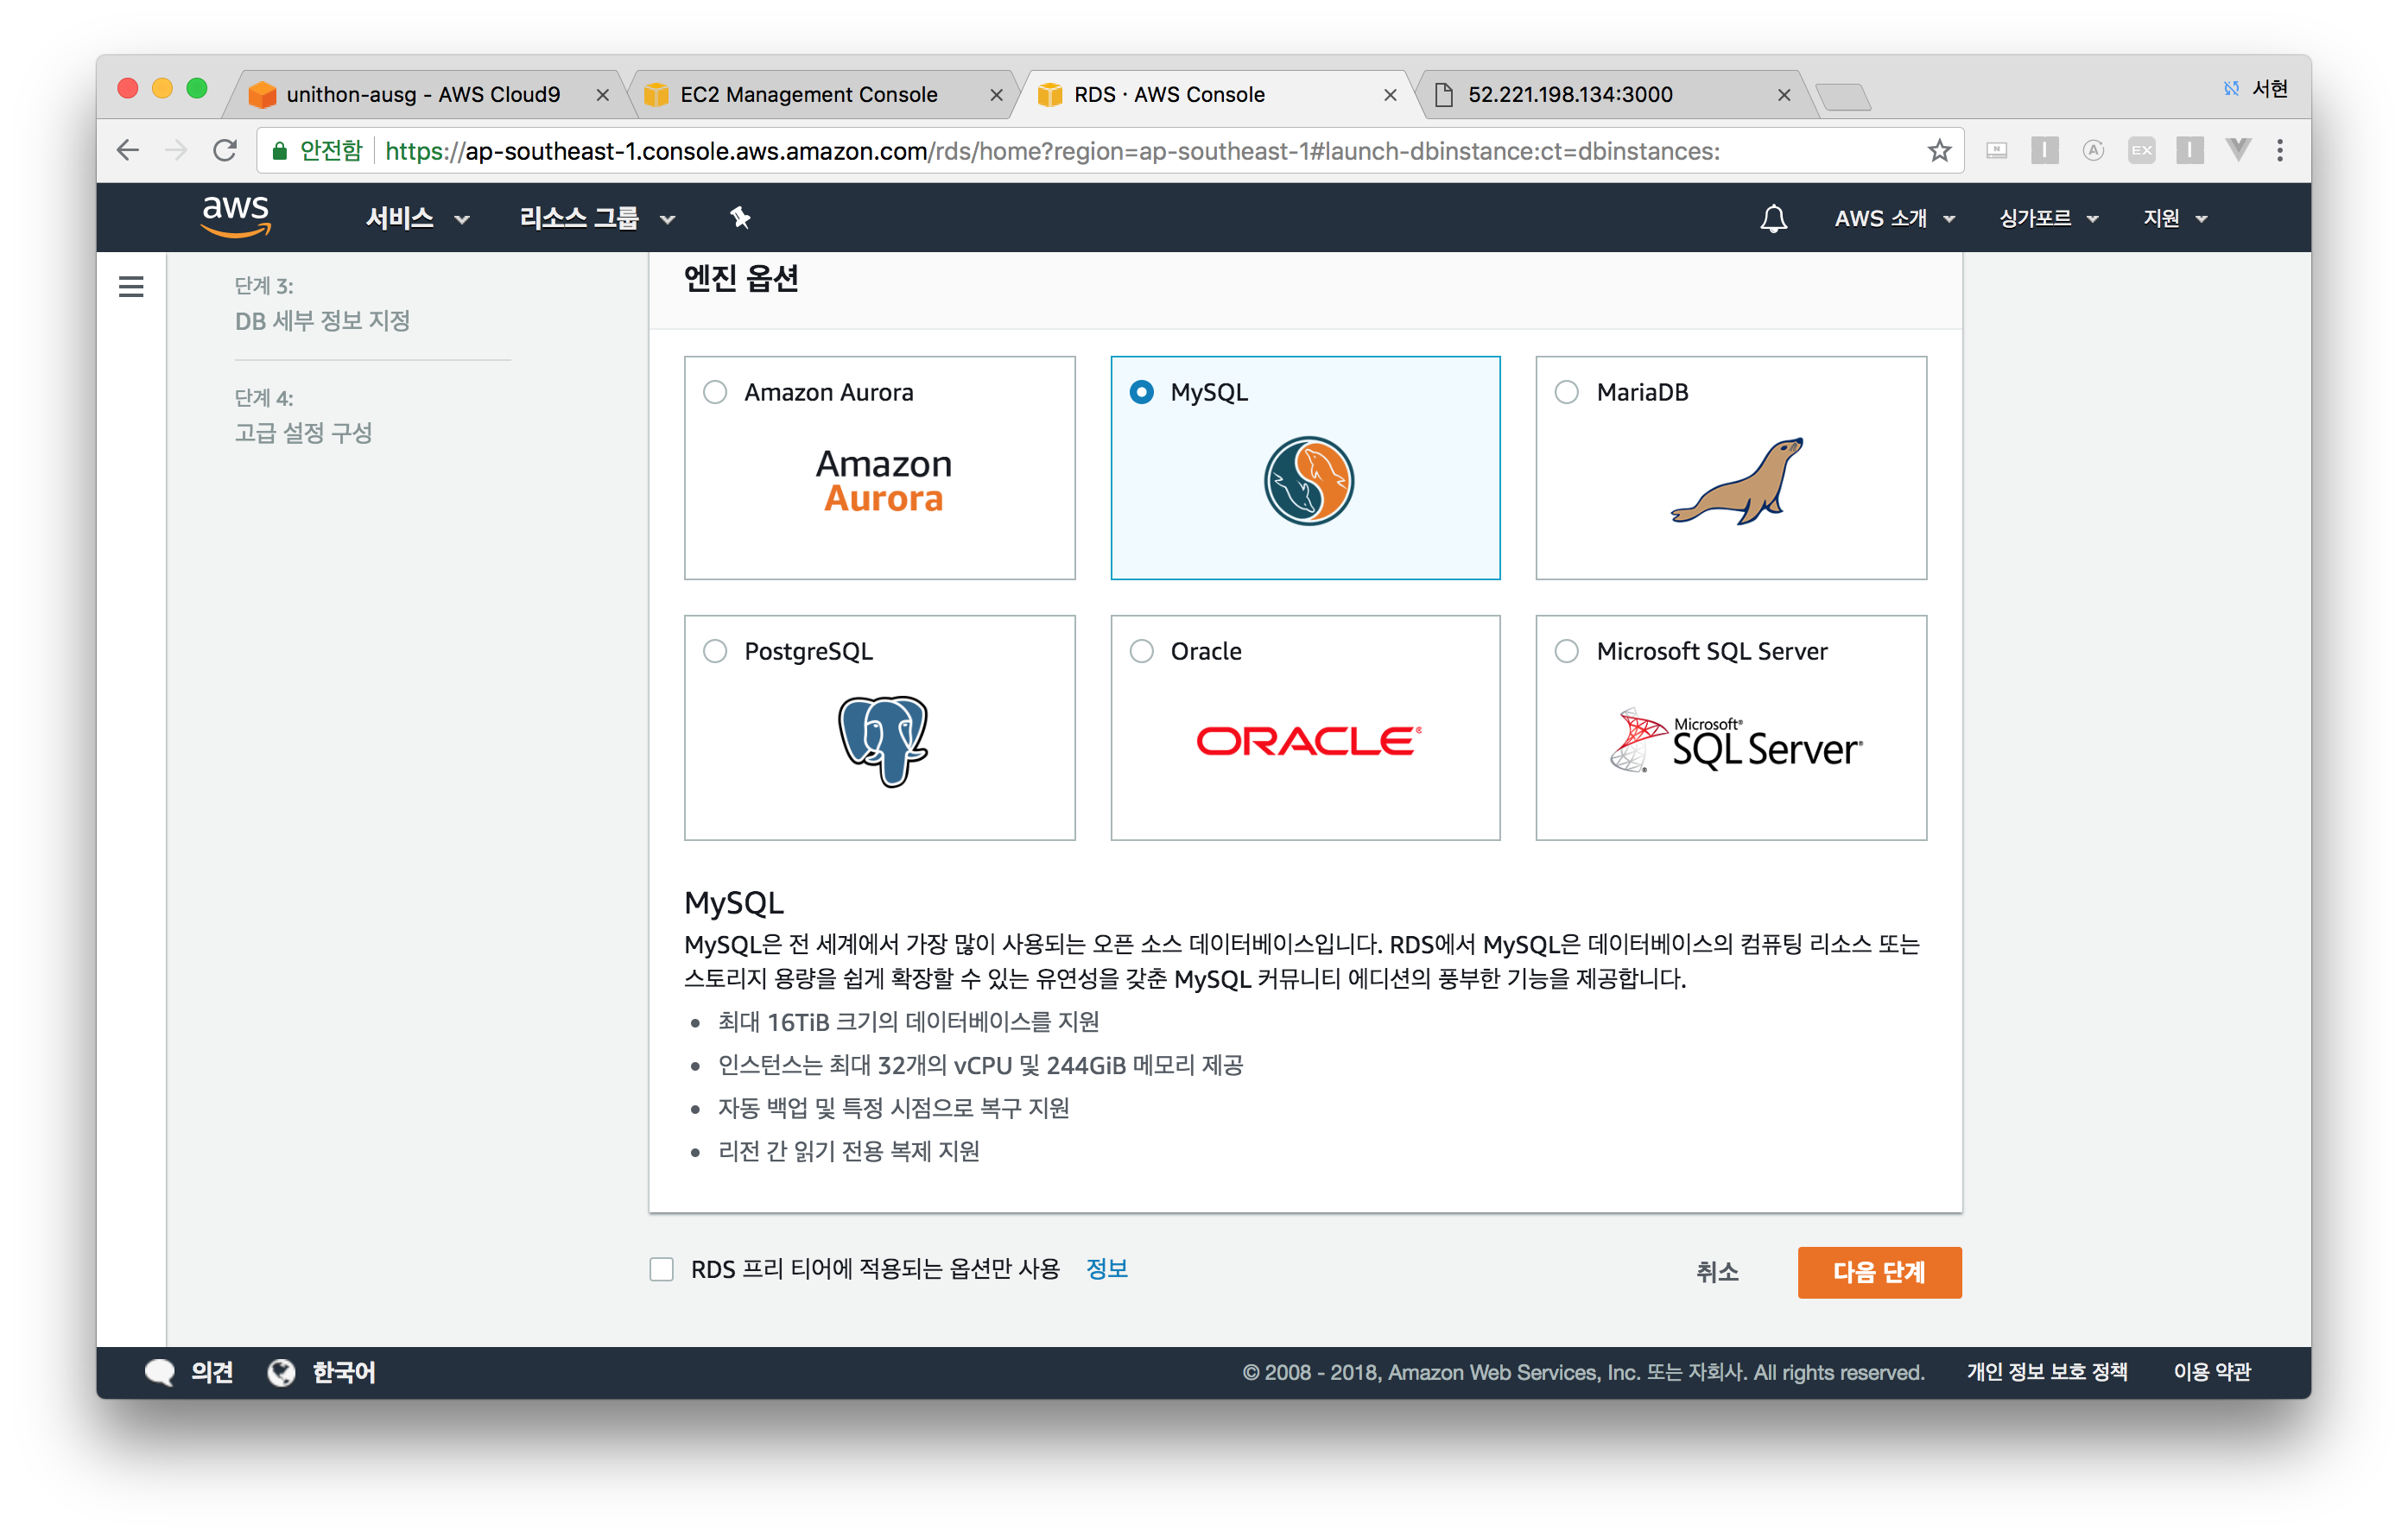 unithon-ausg - AWS Cloud9
EC2 Management Console
RDS · AWS Console
52.221.198.134:3000
서현
안전함
https://ap-southeast-1.console.aws.amazon.com/rds/home?region=ap-southeast-1#launch-dbinstance:ct=dbinstances:
N
I
A
EX
I
aws
서비스
리소스 그룹
AWS 소개
싱가포르
지원
단계 3:
DB 세부 정보 지정
단계 4:
고급 설정 구성
엔진 옵션
Amazon Aurora
Amazon
Aurora
MySQL
MariaDB
PostgreSQL
Oracle
ORACLE®
Microsoft SQL Server
Microsoft®
SQL Server®
MySQL
MySQL은 전 세계에서 가장 많이 사용되는 오픈 소스 데이터베이스입니다. RDS에서 MySQL은 데이터베이스의 컴퓨팅 리소스 또는
스토리지 용량을 쉽게 확장할 수 있는 유연성을 갖춘 MySQL 커뮤니티 에디션의 풍부한 기능을 제공합니다.
• 최대 16TiB 크기의 데이터베이스를 지원
• 인스턴스는 최대 32개의 vCPU 및 244GiB 메모리 제공
• 자동 백업 및 특정 시점으로 복구 지원
• 리전 간 읽기 전용 복제 지원
RDS 프리 티어에 적용되는 옵션만 사용 정보
취소
다음 단계
의견
한국어
© 2008 - 2018, Amazon Web Services, Inc. 또는 자회사. All rights reserved.
개인 정보 보호 정책
이용 약관